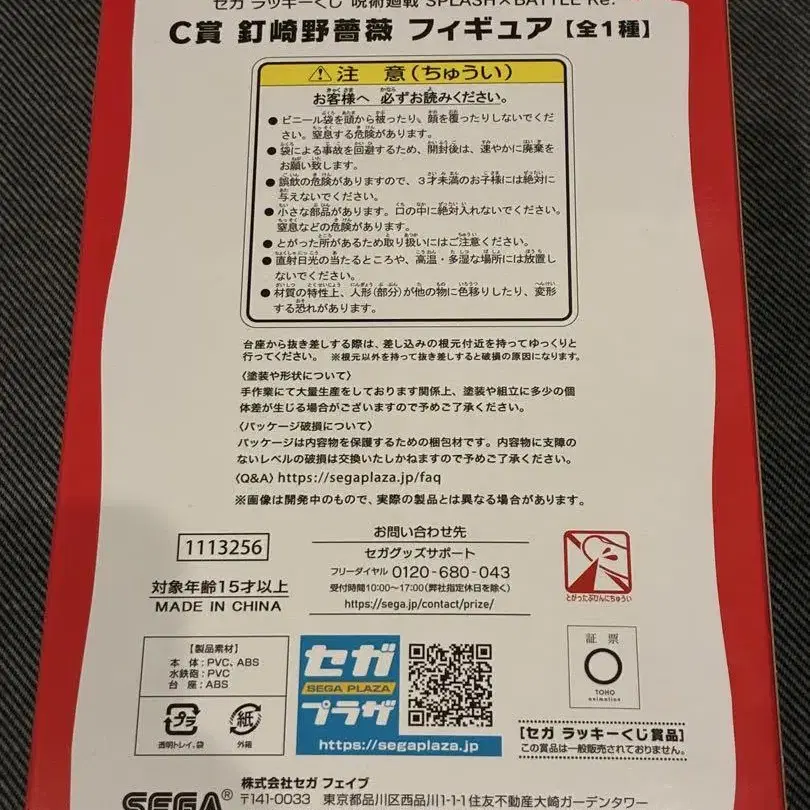 セガ ラッキーくじ 呪術廻戦 SPLASH×BATTLE Re:
C賞 釘崎野薔薇 フィギュア【全1種】
⚠注 意(ちゅうい)
お客様へ 必ずお読みください。
● ビニール袋を頭から被ったり、顔を覆ったりしないでくだ
さい。窒息する危険があります。
● 袋による事故を回避するため、開封後は、速やかに廃棄を
お願い致します。
● 誤飲の危険がありますので、3才未満のお子様には絶対に
与えないでください。
● 小さな部品があります。口の中に絶対入れないでください。
窒息などの危険があります。
● とがった所があるため取り扱いにはご注意ください。
● 直射日光の当たるところや、高温・多湿な場所には放置し
ないでください。
● 材質の特性上、人形(部分)が他の物に色移りしたり、変形
する恐れがあります。
台座から抜き差しする際は、差し込みの根元付近を持ってゆっくりと
行ってください。 ※根元以外を持って抜き差しすると破損の原因になります。
〈塗装や形状について〉
手作業にて大量生産をしております関係上、塗装や組立に多少の個
体差が生じる場合がございますので予めご了承ください。
〈パッケージ破損について〉
パッケージは内容物を保護するための梱包材です。内容物に支障の
ないレベルの破損は交換いたしかねますので予めご了承ください。
〈Q&A〉https://segaplaza.jp/faq
※画像は開発中のもので、実際の製品とは異なる場合があります。
1113256
対象年齢15才以上
MADE IN CHINA
お問い合わせ先
セガグッズサポート
フリーダイヤル 0120-680-043
受付時間10:00～17:00(弊社指定休日を除く)
https://sega.jp/contact/prize/
とがったぶひんにちゅうい
【製品素材】
本 体:PVC、ABS
水鉄砲:PVC
台 座:ABS
プラ
透明トレイ、袋
紙
外箱
セガ
SEGA PLAZA
プラザ
https://segaplaza.jp
証票
TOHO
animation
【セガ ラッキーくじ賞品】
この賞品は一般販売されておりません。
SEGA®
株式会社セガ フェイブ
〒141-0033 東京都品川区西品川1-1-1住友不動産大崎ガーデンタワー